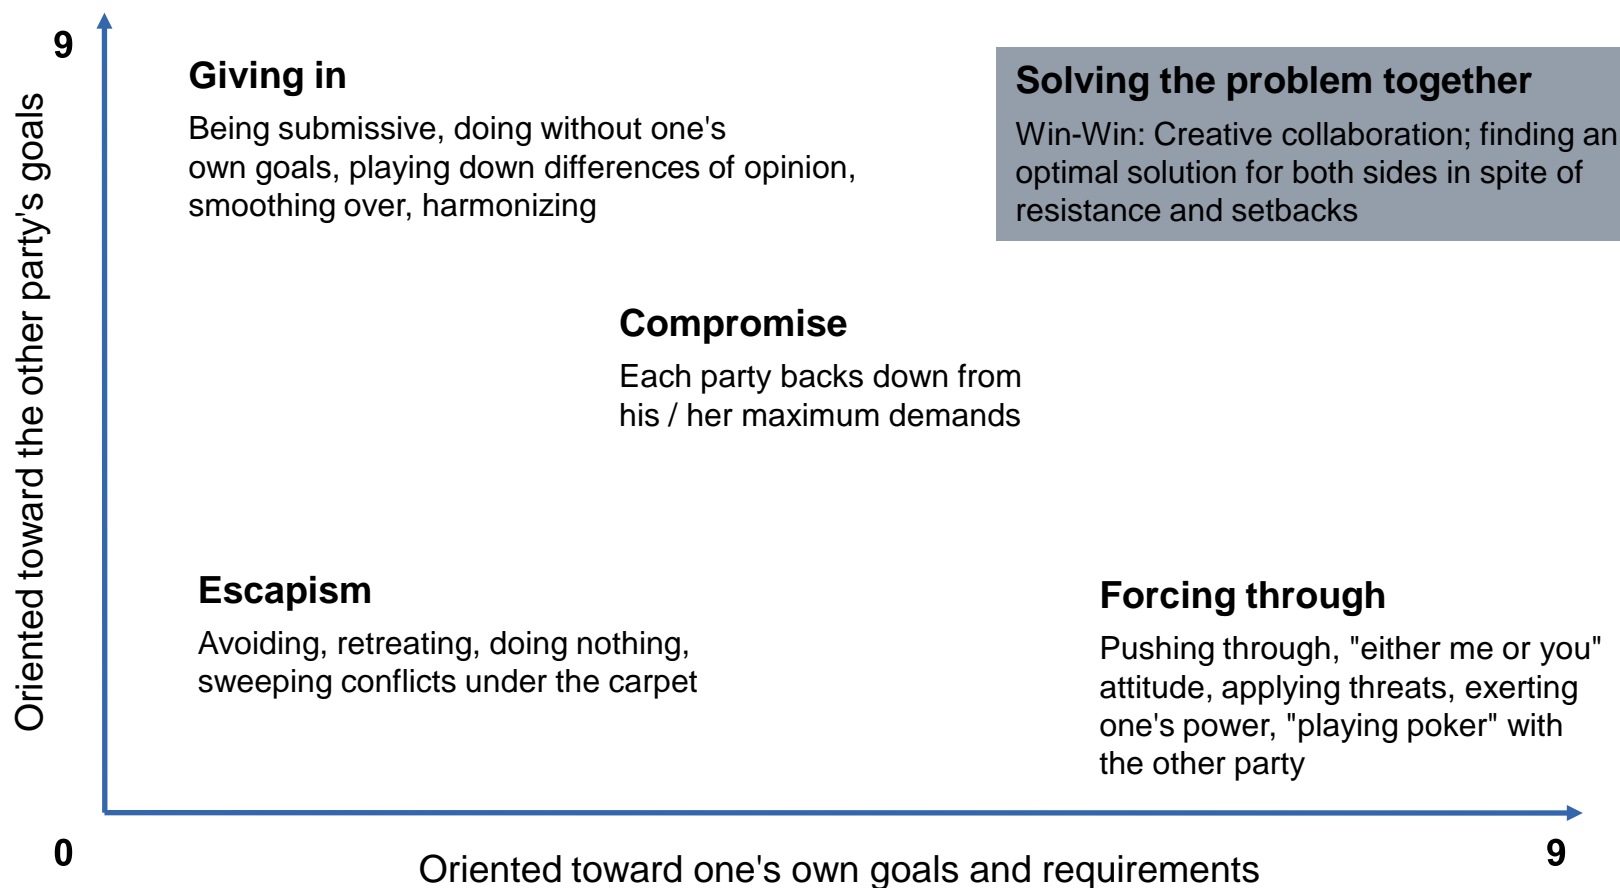 9
Oriented toward the other party's goals
Giving in
Being submissive, doing without one's
own goals, playing down differences of opinion,
smoothing over, harmonizing
Solving the problem together
Win-Win: Creative collaboration; finding an
optimal solution for both sides in spite of
resistance and setbacks
Compromise
Each party backs down from
his / her maximum demands
Escapism
Avoiding, retreating, doing nothing,
sweeping conflicts under the carpet
Forcing through
Pushing through, "either me or you"
attitude, applying threats, exerting
one's power, "playing poker" with
the other party
0
Oriented toward one's own goals and requirements
9